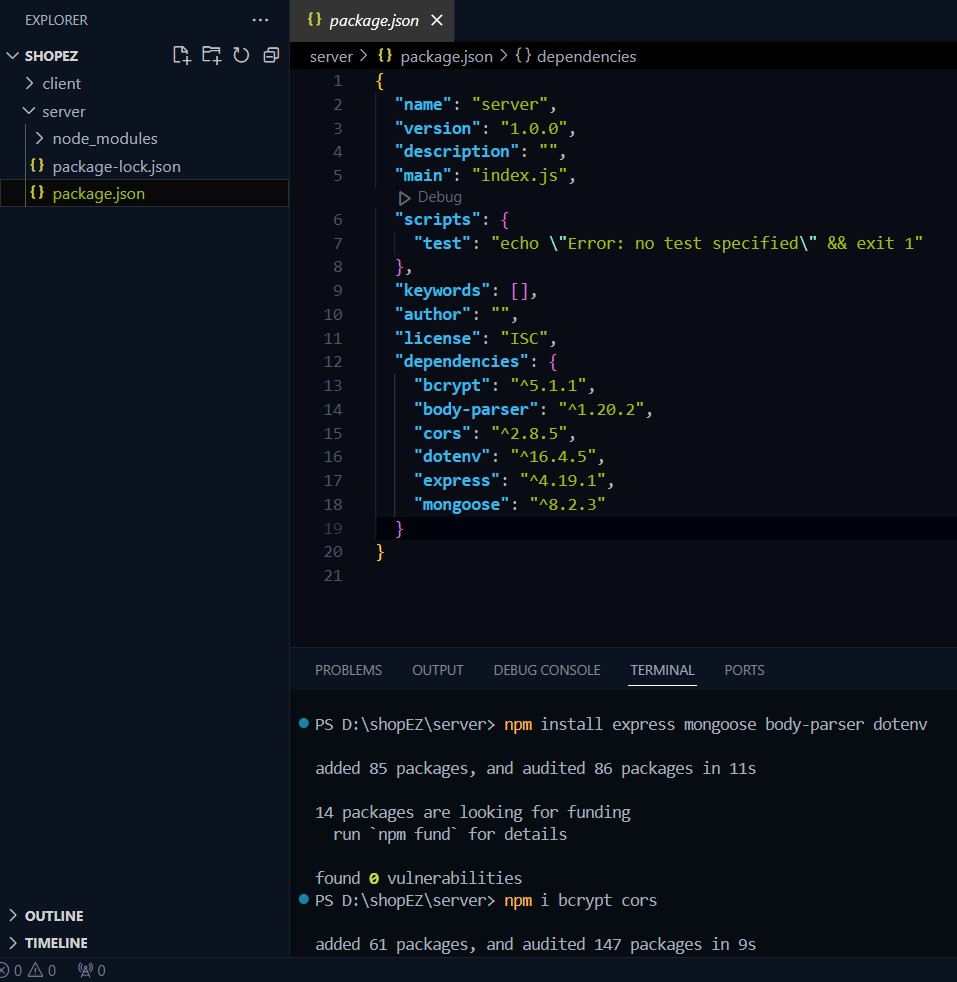 EXPLORER ...
SHOPEZ
client
server
node_modules
{} package-lock.json
{} package.json
OUTLINE
TIMELINE
{} package.json ×
server > {} package.json > {} dependencies
1 {
2 "name": "server",
3 "version": "1.0.0",
4 "description": "",
5 "main": "index.js",
Debug
6 "scripts": {
7 "test": "echo \"Error: no test specified\" && exit 1"
8 },
9 "keywords": [],
10 "author": "",
11 "license": "ISC",
12 "dependencies": {
13 "bcrypt": "^5.1.1",
14 "body-parser": "^1.20.2",
15 "cors": "^2.8.5",
16 "dotenv": "^16.4.5",
17 "express": "^4.19.1",
18 "mongoose": "^8.2.3"
19 }
20 }
21
PROBLEMS OUTPUT DEBUG CONSOLE TERMINAL PORTS
PS D:\shopEZ\server> npm install express mongoose body-parser dotenv
added 85 packages, and audited 86 packages in 11s
14 packages are looking for funding
run `npm fund` for details
found 0 vulnerabilities
PS D:\shopEZ\server> npm i bcrypt cors
added 61 packages, and audited 147 packages in 9s
0 0 0